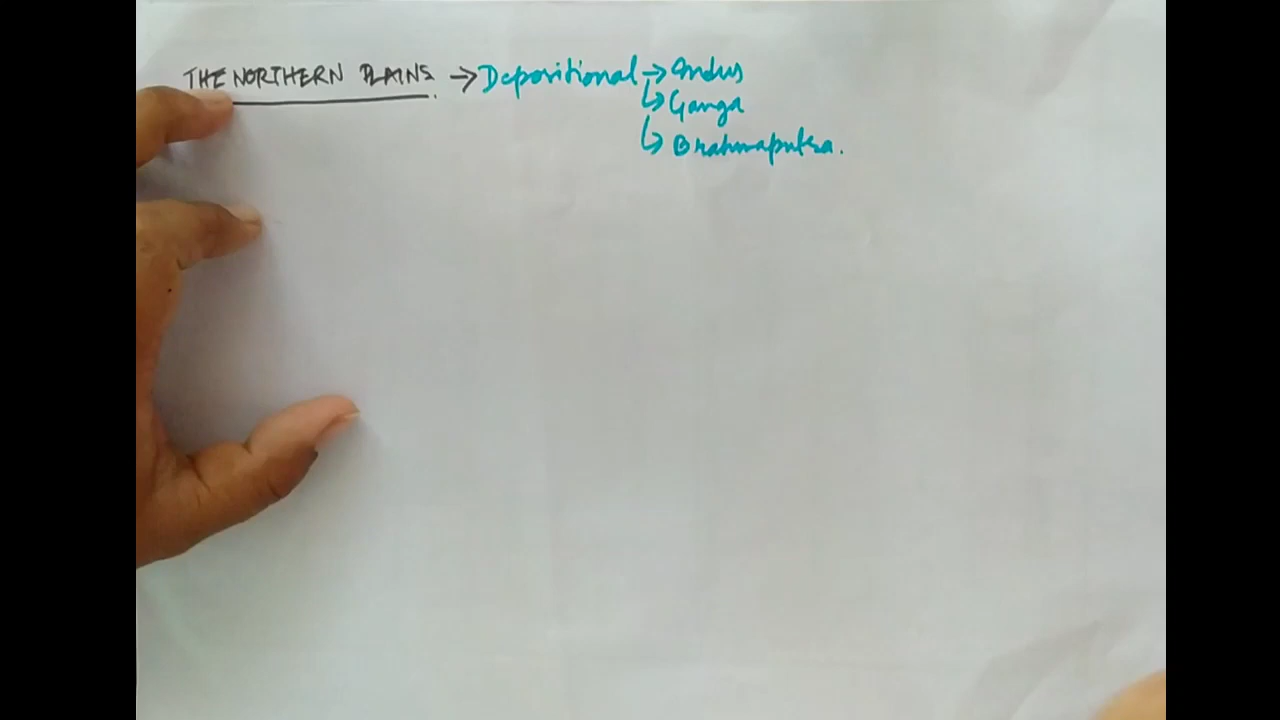 THE NORTHERN PLAINS. → Depositional → Indus
↳ Ganga
↳ Brahmaputra.